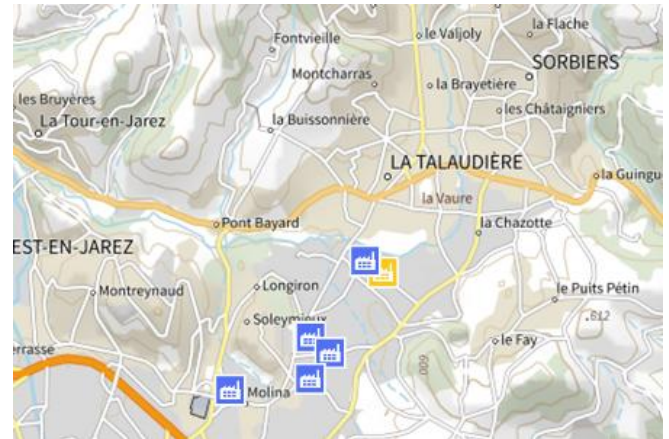 la Flache
le Valjoly
Fontvieille
SORBIERS
Montcharras
la Brayetière
les Bruyères
les Châtaigniers
La Tour-en-Jarez
la Buissonnière
LA TALAUDIÈRE
la Guingu
la Vaure
Pont Bayard
la Chazotte
EST-EN-JAREZ
Longiron
Montreynaud
le Puits Pétin
Soleymieux
.612
le Fay
errasse
600
Molina